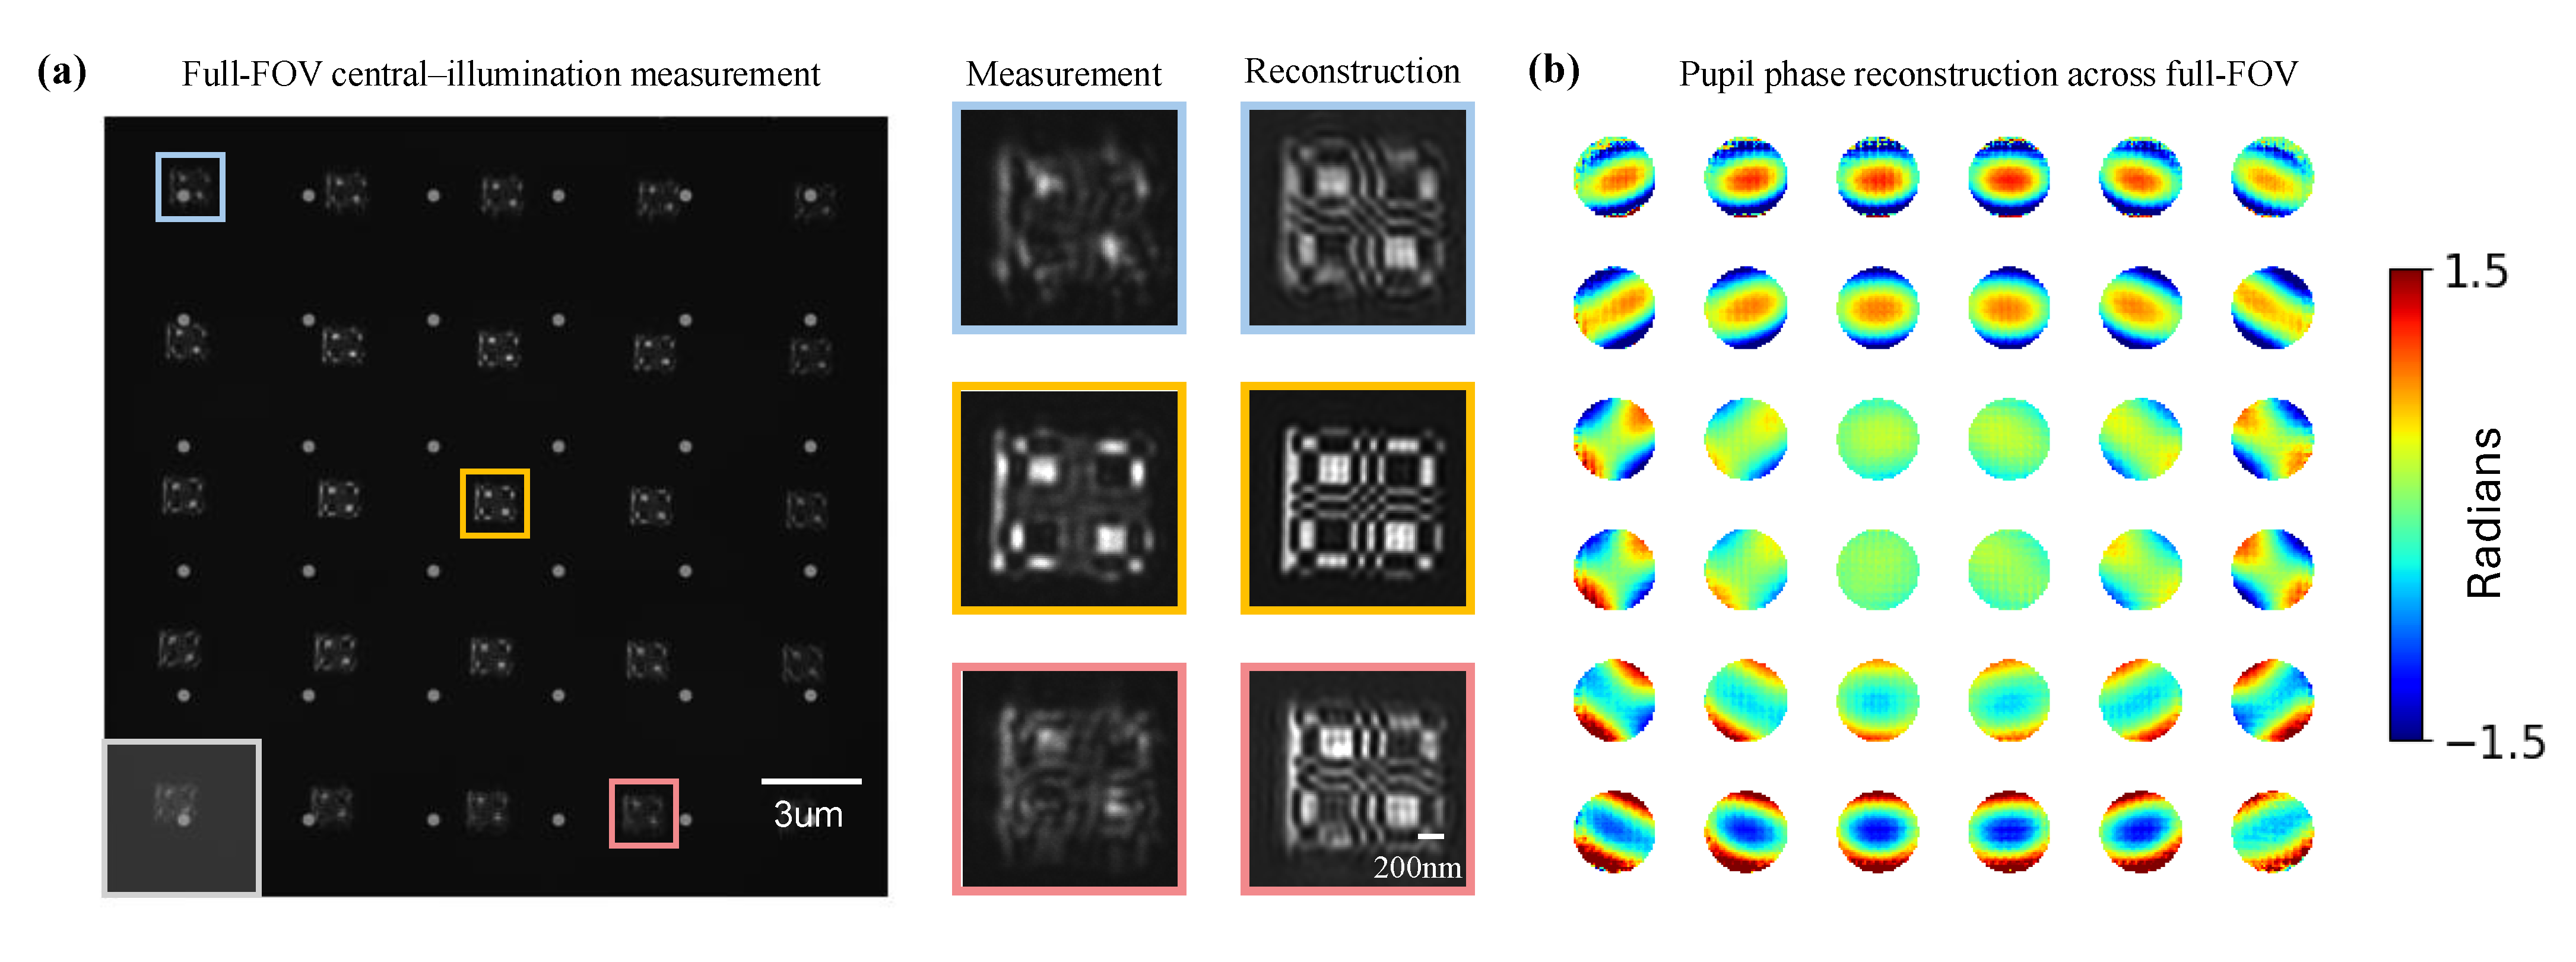 (a) Full-FOV central–illumination measurement
Measurement
Reconstruction
3um
200nm
(b) Pupil phase reconstruction across full-FOV
1.5
Radians
−1.5